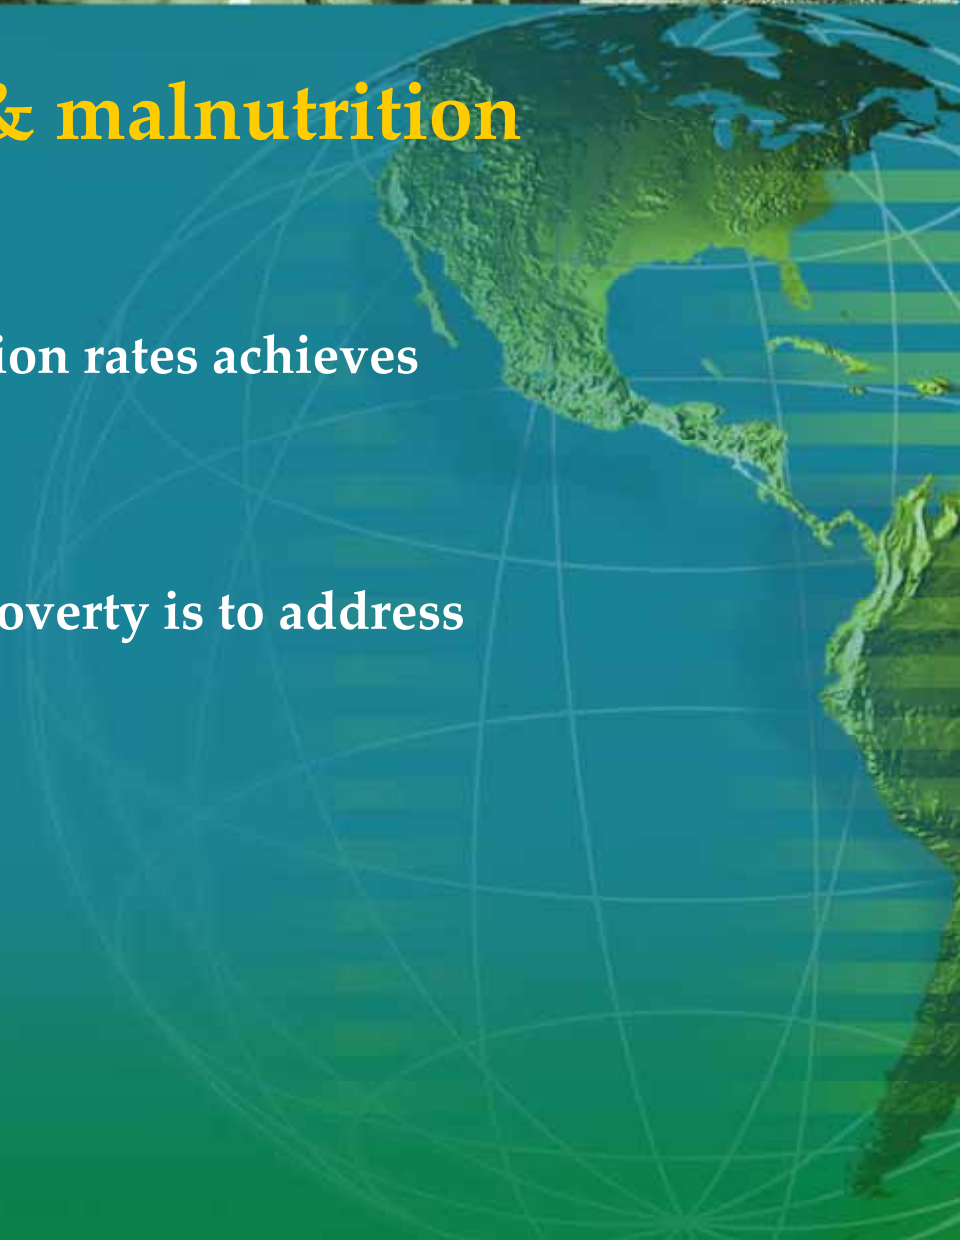 & malnutrition
ion rates achieves
overty is to address